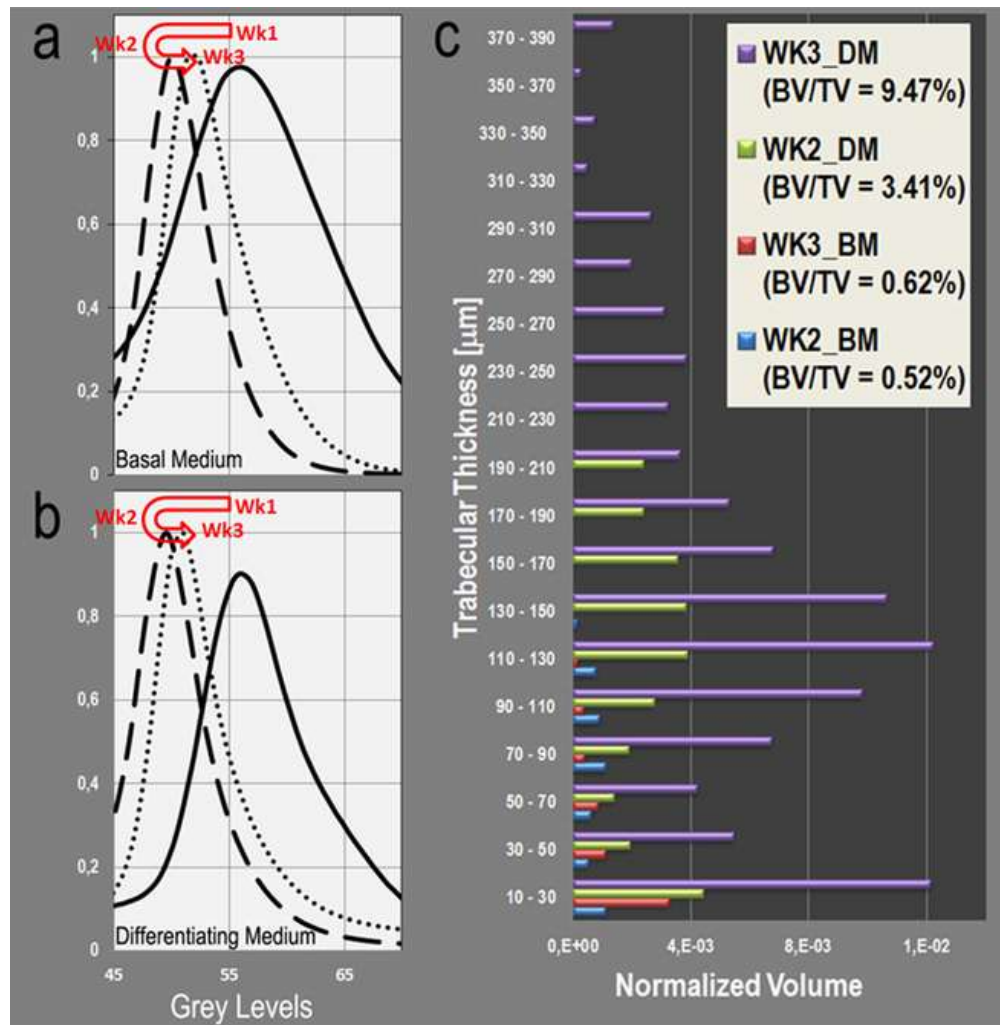 a
Wk2
Wk1
Wk3
1
0,8
0,6
0,4
0,2
0
Basal Medium
b
Wk2
Wk1
Wk3
1
0,8
0,6
0,4
0,2
0
Differentiating Medium
45
55
65
Grey Levels
c
Trabecular Thickness [µm]
370 - 390
350 - 370
330 - 350
310 - 330
290 - 310
270 - 290
250 - 270
230 - 250
210 - 230
190 - 210
170 - 190
150 - 170
130 - 150
110 - 130
90 - 110
70 - 90
50 - 70
30 - 50
10 - 30
0,E+00
4,E-03
8,E-03
1,E-02
Normalized Volume
WK3_DM
(BV/TV = 9.47%)
WK2_DM
(BV/TV = 3.41%)
WK3_BM
(BV/TV = 0.62%)
WK2_BM
(BV/TV = 0.52%)